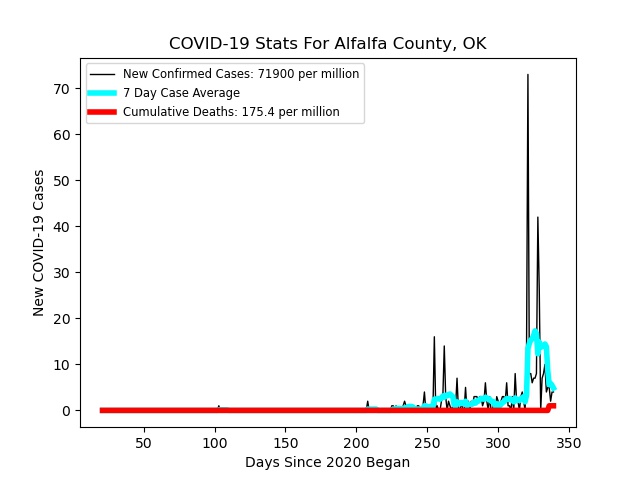 COVID-19 Stats For Alfalfa County, OK
New Confirmed Cases: 71900 per million
7 Day Case Average
Cumulative Deaths: 175.4 per million
New COVID-19 Cases
70
60
50
40
30
20
10
0
50 100 150 200 250 300 350
Days Since 2020 Began